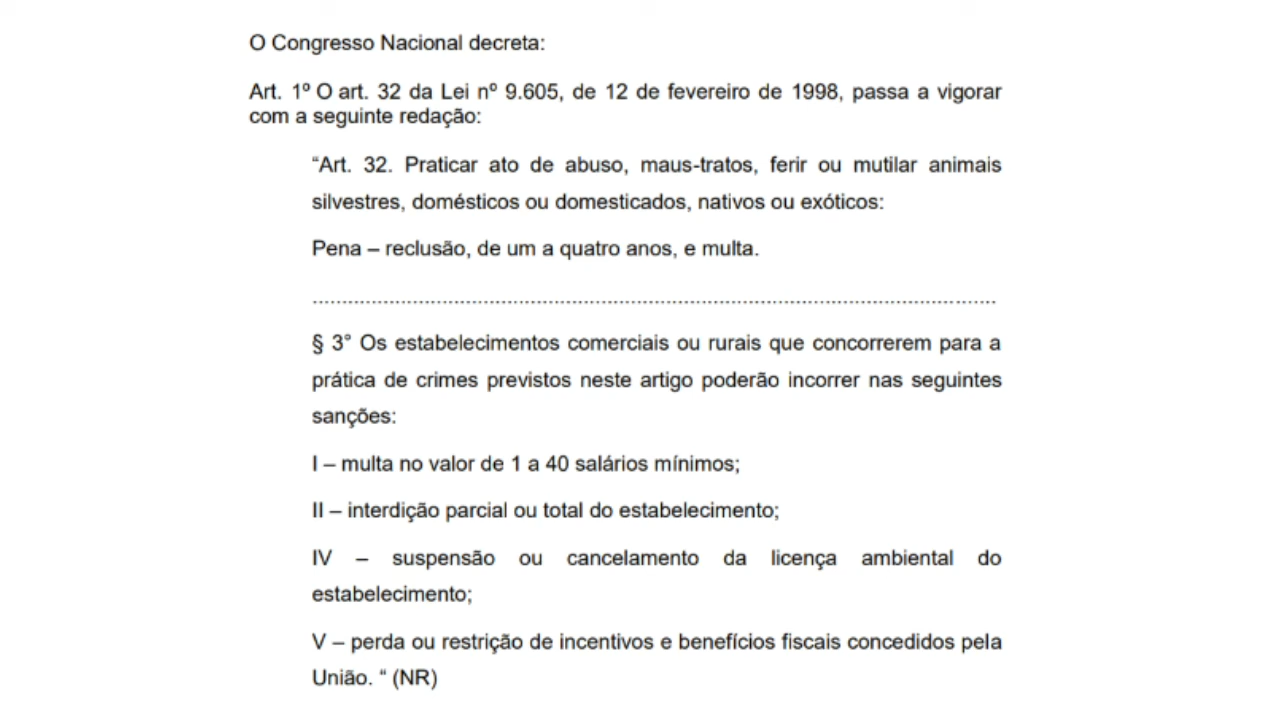 O Congresso Nacional decreta:
Art. 1º O art. 32 da Lei nº 9.605, de 12 de fevereiro de 1998, passa a vigorar
com a seguinte redação:
“Art. 32. Praticar ato de abuso, maus-tratos, ferir ou mutilar animais
silvestres, domésticos ou domesticados, nativos ou exóticos:
Pena – reclusão, de um a quatro anos, e multa.
....................................................................................................................
§ 3° Os estabelecimentos comerciais ou rurais que concorrerem para a
prática de crimes previstos neste artigo poderão incorrer nas seguintes
sanções:
I – multa no valor de 1 a 40 salários mínimos;
II – interdição parcial ou total do estabelecimento;
IV – suspensão ou cancelamento da licença ambiental do
estabelecimento;
V – perda ou restrição de incentivos e benefícios fiscais concedidos pela
União. “ (NR)